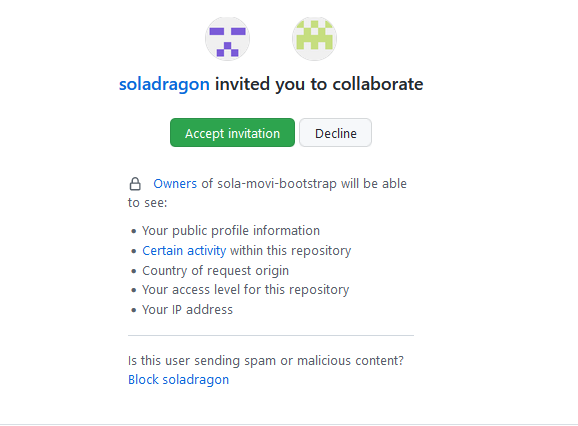 soladragon invited you to collaborate
Accept invitation Decline
Owners of sola-movi-bootstrap will be able
to see:
• Your public profile information
• Certain activity within this repository
• Country of request origin
• Your access level for this repository
• Your IP address
Is this user sending spam or malicious content?
Block soladragon